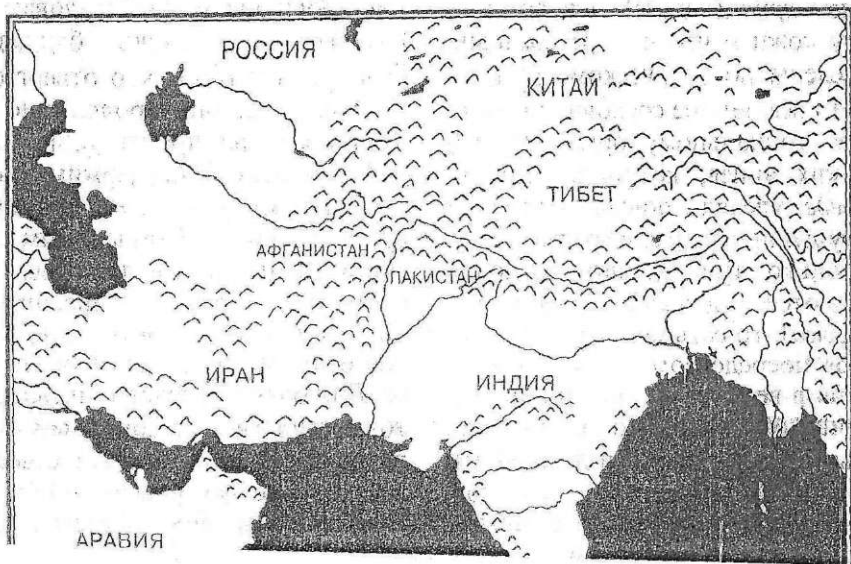 РОССИЯ
КИТАЙ
ТИБЕТ
АФГАНИСТАН
ПАКИСТАН
ИРАН
ИНДИЯ
АРАВИЯ